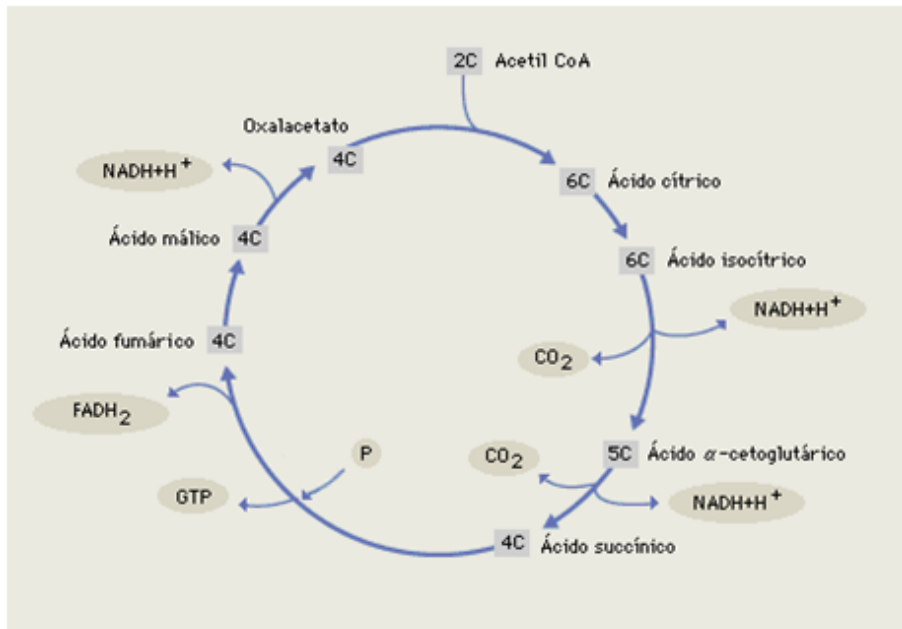 2C Acetil CoA
Oxalacetato
4C
NADH+H+
6C Ácido cítrico
Ácido málico 4C
6C Ácido isocítrico
NADH+H+
Ácido fumárico 4C
CO2
FADH2
P
CO2
5C Ácido α-cetoglutárico
GTP
NADH+H+
4C Ácido succínico